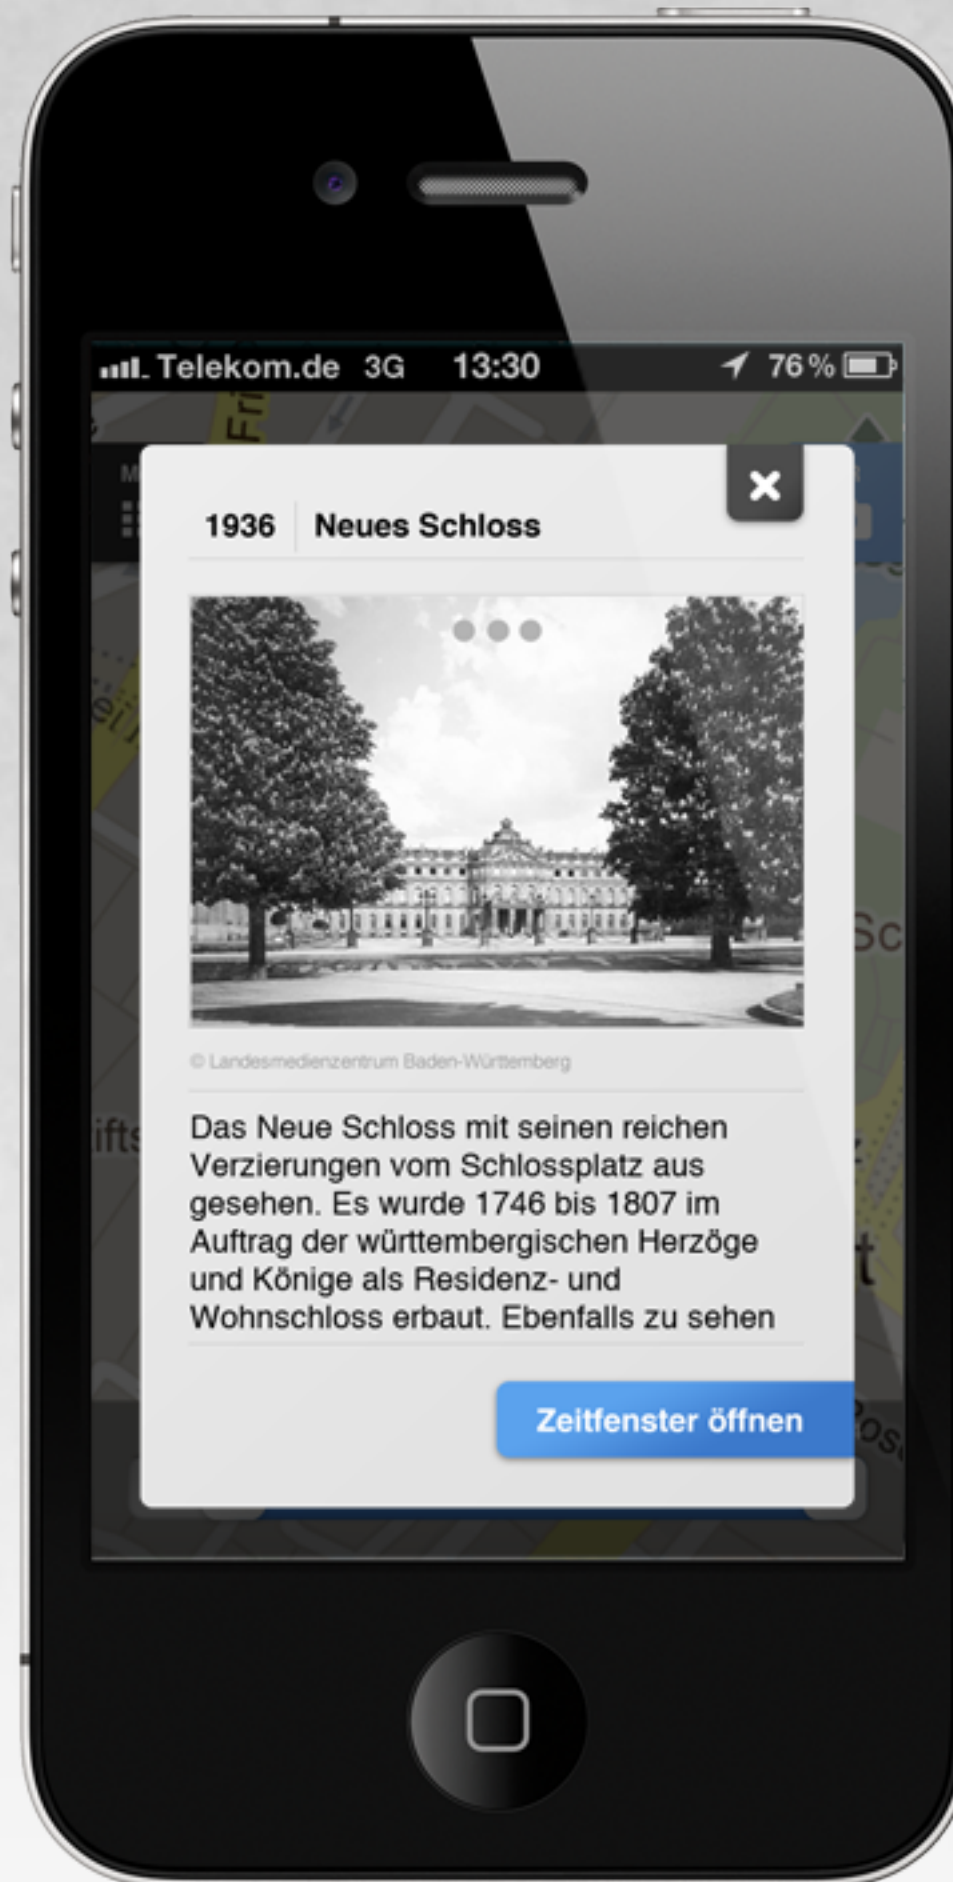 Telekom.de 3G 13:30 76 %
Fri
1936 Neues Schloss
© Landesmedienzentrum Baden-Württemberg
Das Neue Schloss mit seinen reichen
Verzierungen vom Schlossplatz aus
gesehen. Es wurde 1746 bis 1807 im
Auftrag der württembergischen Herzöge
und Könige als Residenz- und
Wohnschloss erbaut. Ebenfalls zu sehen
Zeitfenster öffnen